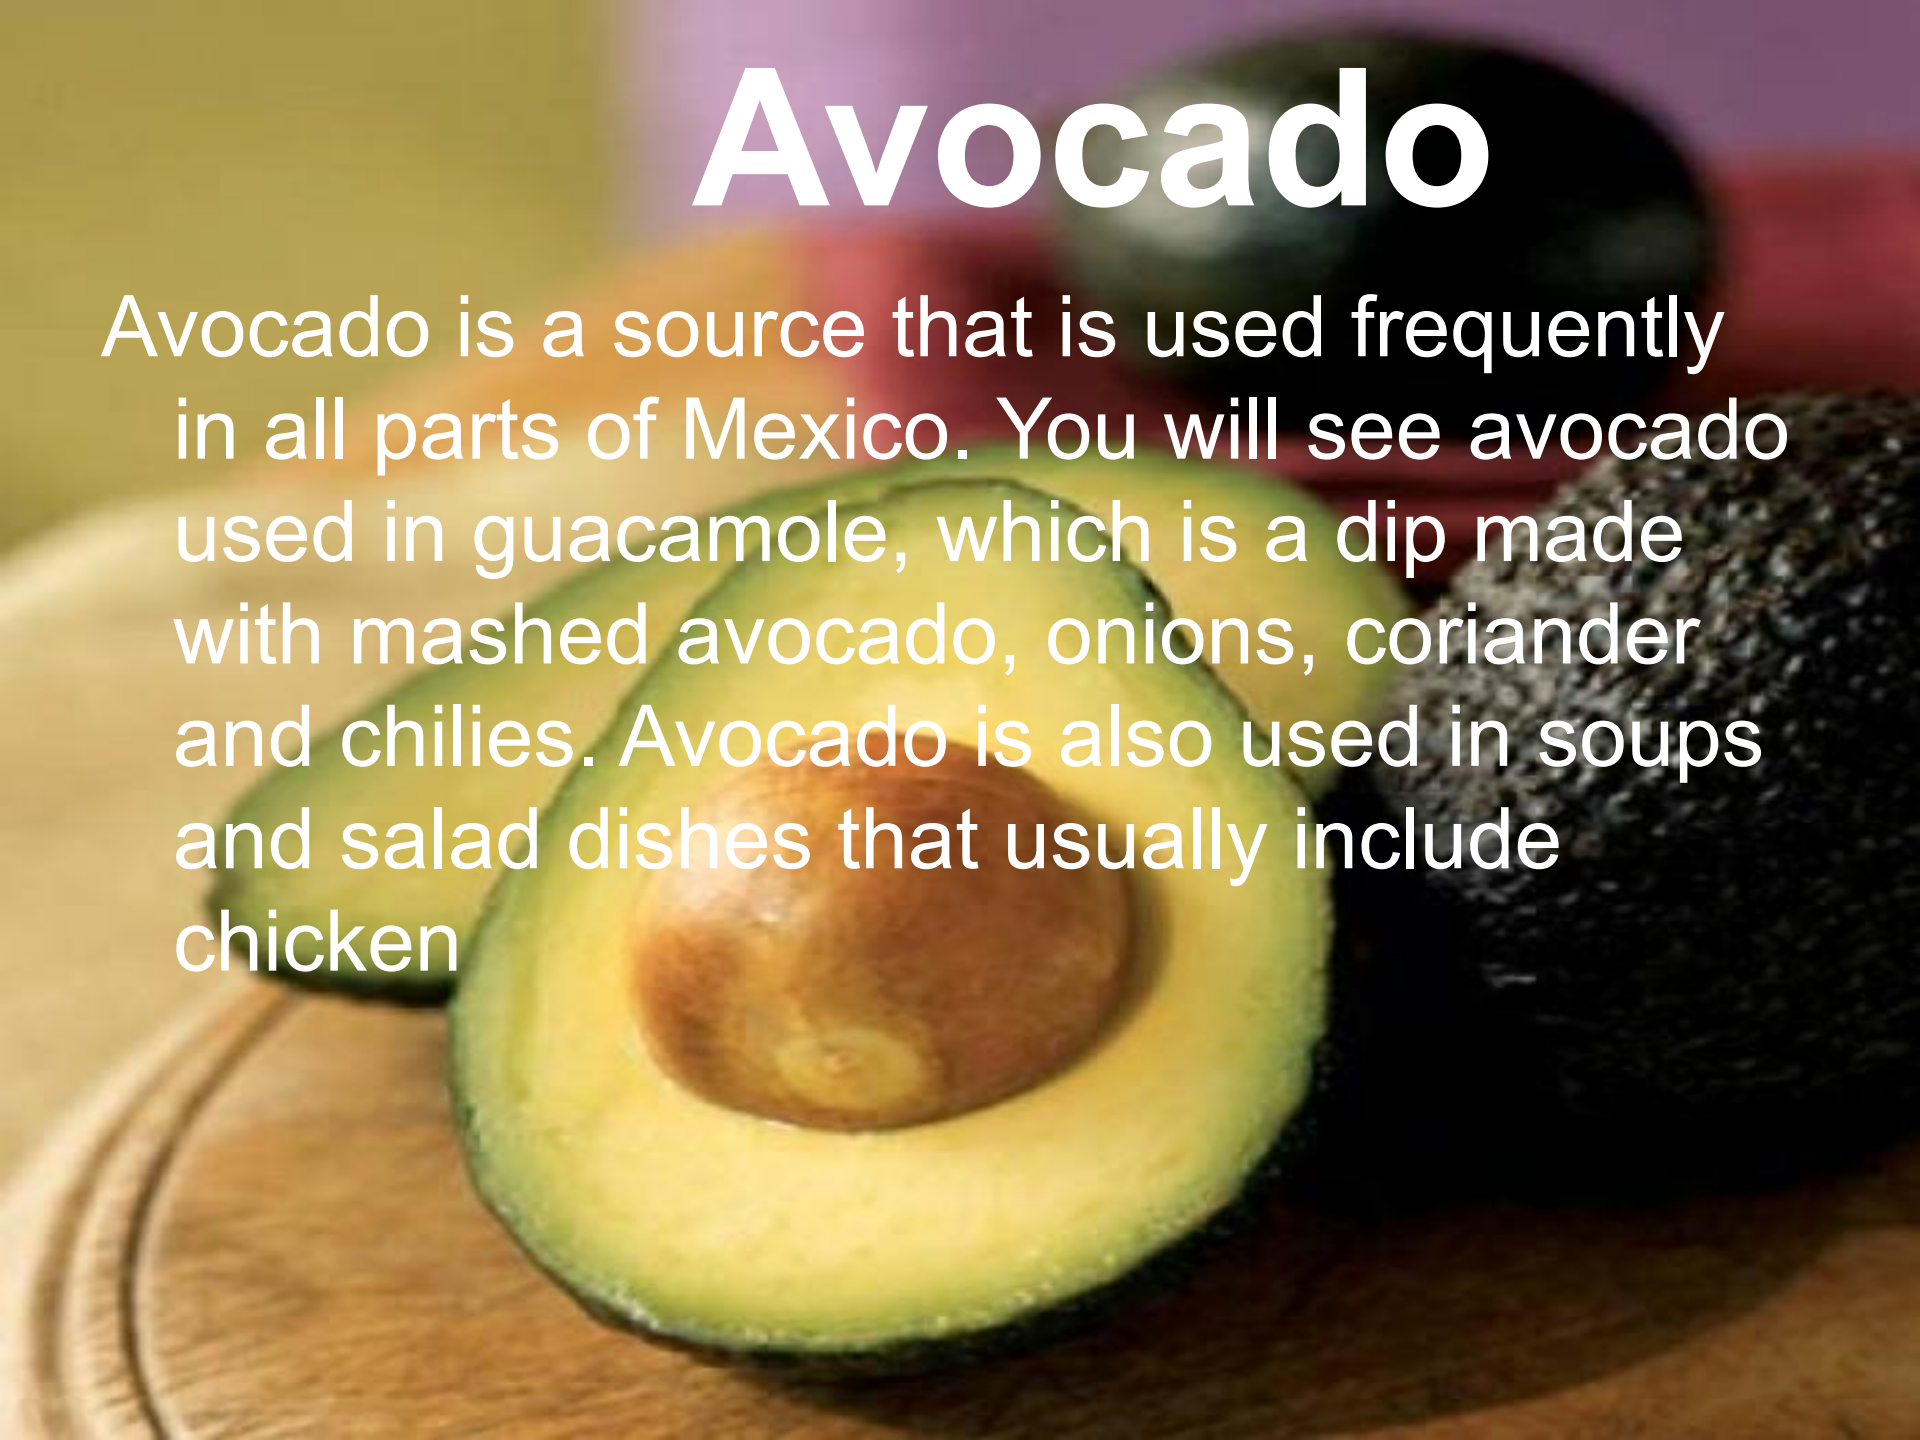 Avocado
Avocado is a source that is used frequently
in all parts of Mexico. You will see avocado
used in guacamole, which is a dip made
with mashed avocado, onions, coriander
and chilies. Avocado is also used in soups
and salad dishes that usually include
chicken